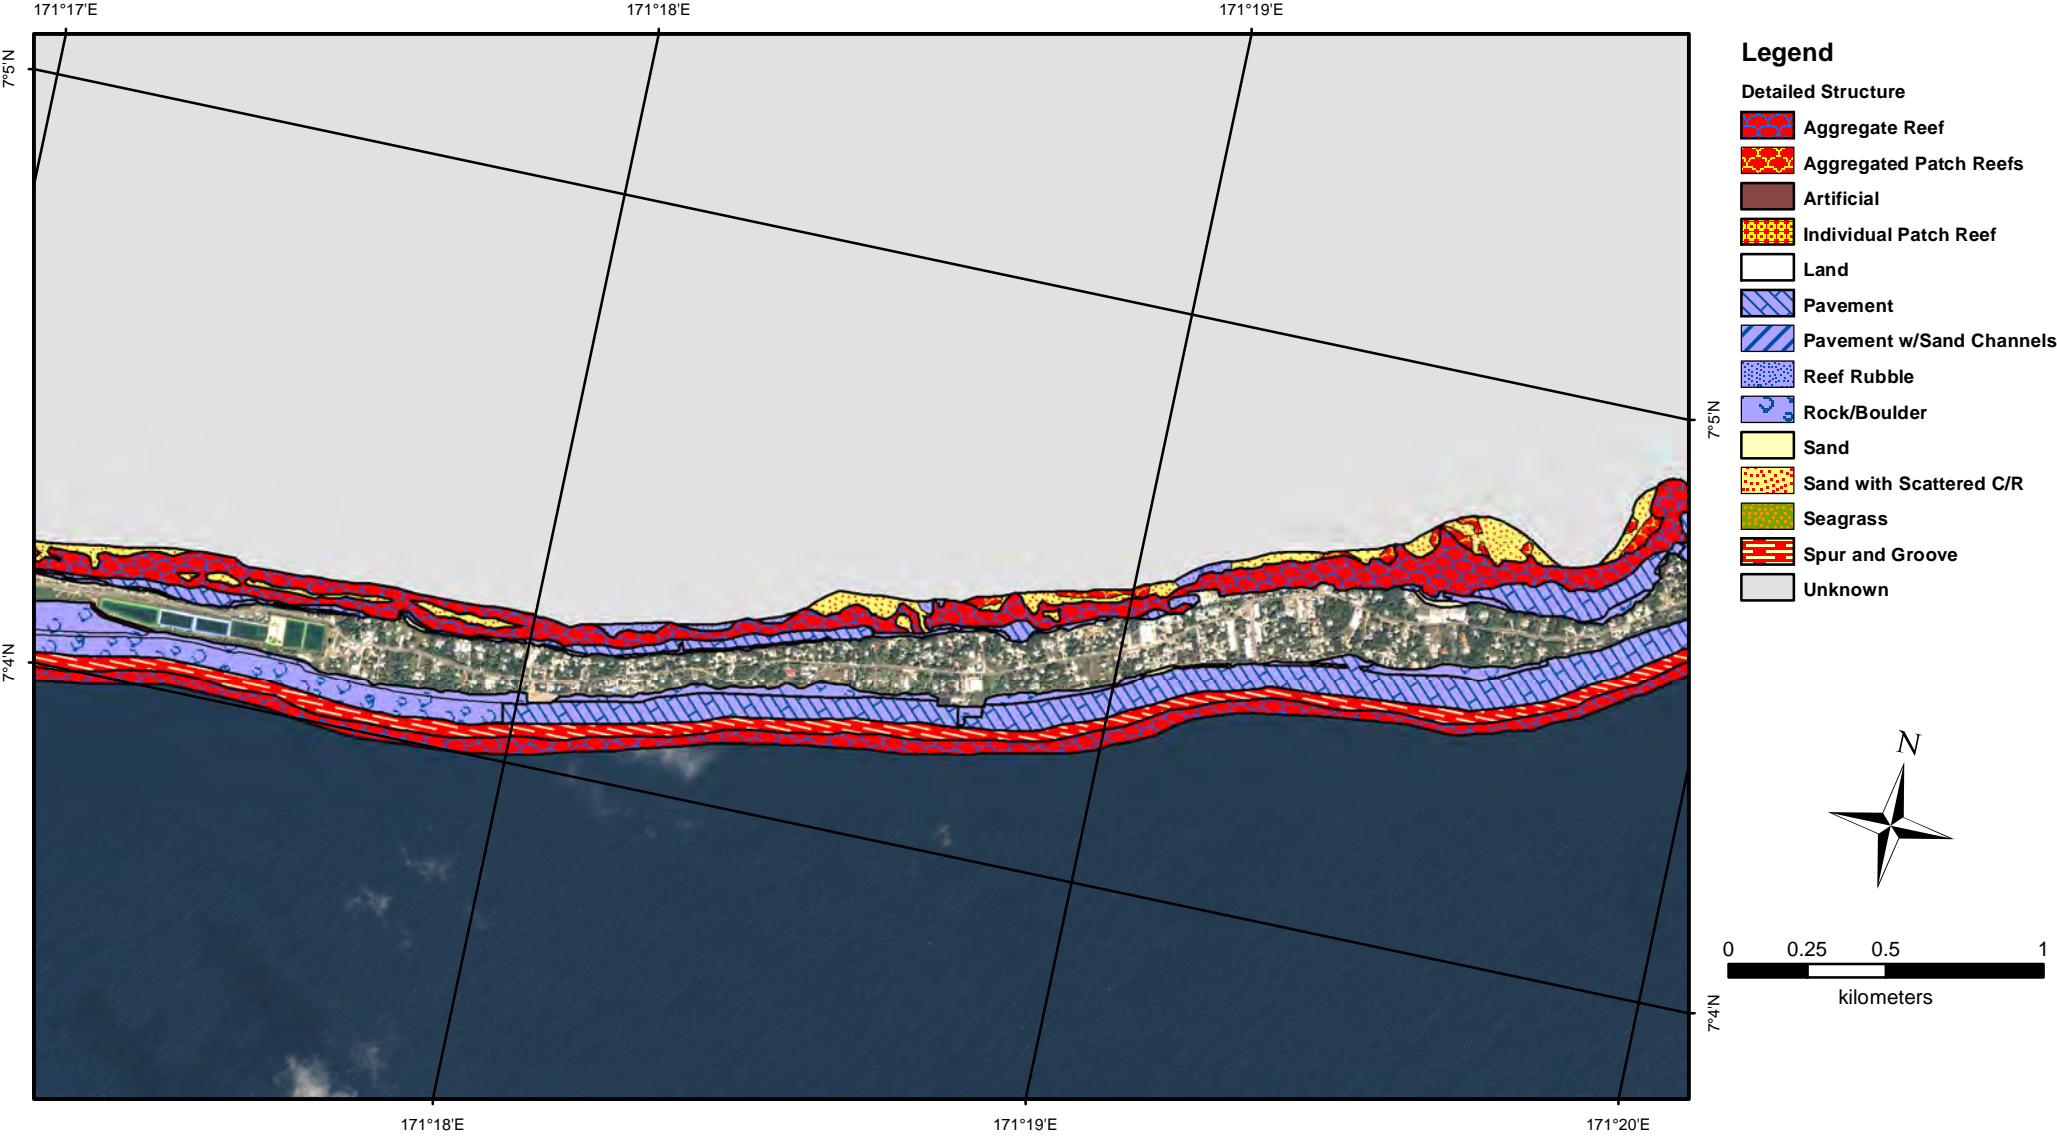 171°17'E
171°18'E
171°19'E
7°5'N
7°4'N
Legend
Detailed Structure
Aggregate Reef
Aggregated Patch Reefs
Artificial
Individual Patch Reef
Land
Pavement
Pavement w/Sand Channels
Reef Rubble
Rock/Boulder
Sand
Sand with Scattered C/R
Seagrass
Spur and Groove
Unknown
7°5'N
7°4'N
N
0 0.25 0.5 1
kilometers
171°18'E
171°19'E
171°20'E